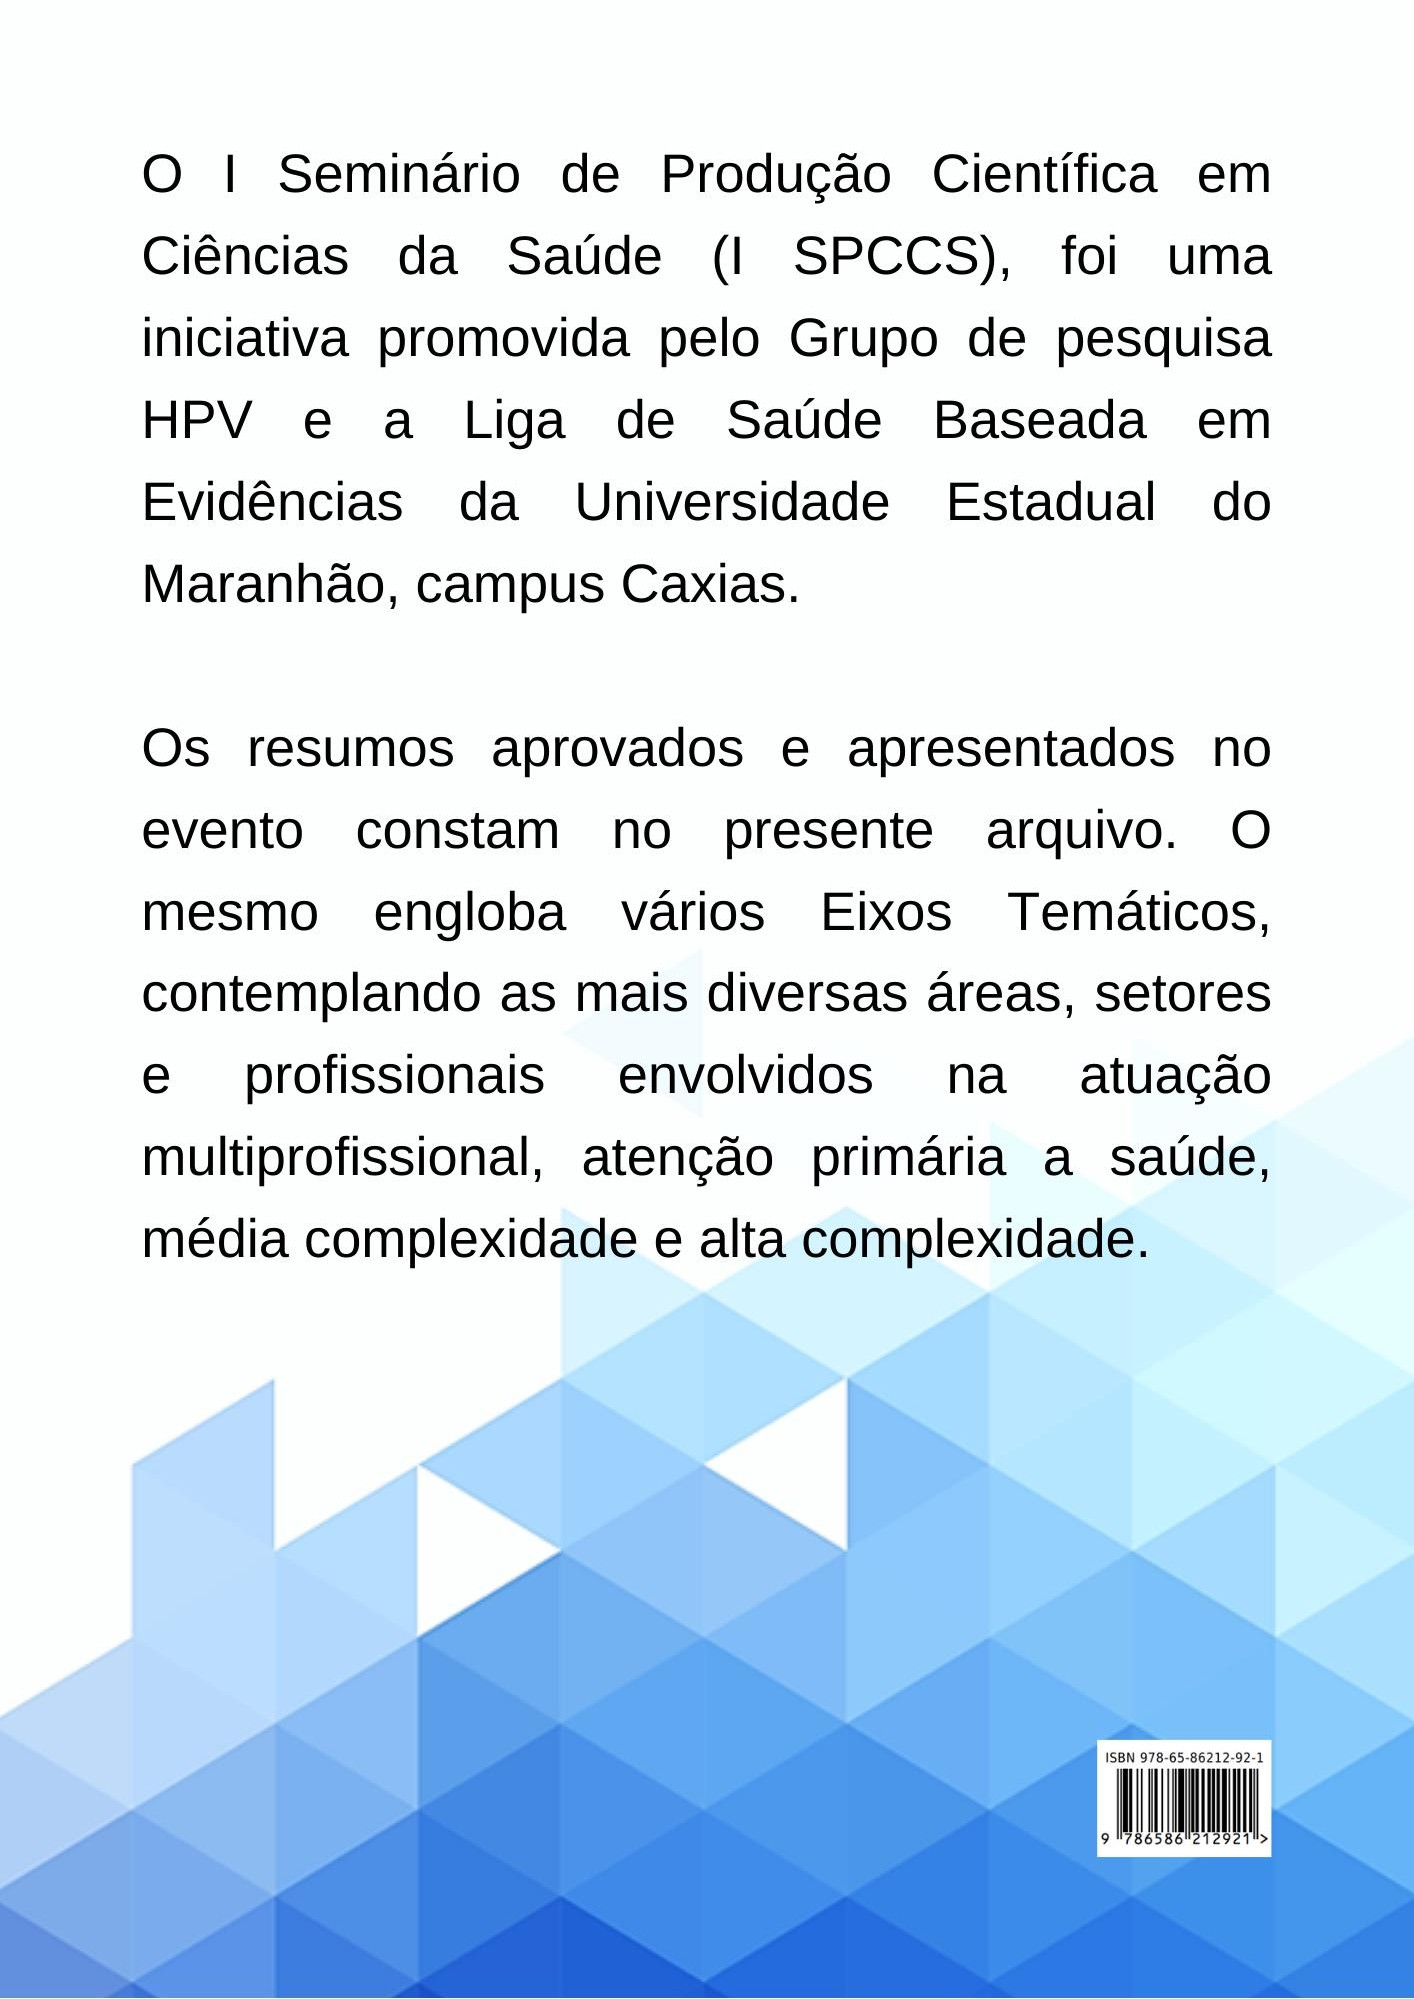 O I Seminário de Produção Científica em
Ciências da Saúde (I SPCCS), foi uma
iniciativa promovida pelo Grupo de pesquisa
HPV e a Liga de Saúde Baseada em
Evidências da Universidade Estadual do
Maranhão, campus Caxias.
Os resumos aprovados e apresentados no
evento constam no presente arquivo. O
mesmo engloba vários Eixos Temáticos,
contemplando as mais diversas áreas, setores
e profissionais envolvidos na atuação
multiprofissional, atenção primária a saúde,
média complexidade e alta complexidade.
ISBN 978-65-86212-92-1
9 786586 212921 >